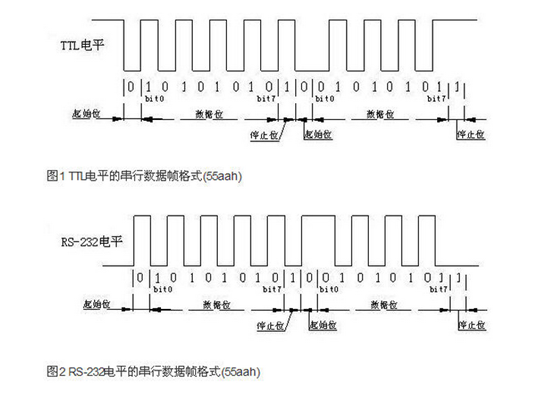 TTL电平
0 1 0 1 0 1 0 1 0 1 0 0 1 0 1 0 1 0 1 1
bit0 bit7 bit0 bit7
起始位 数据位 停止位 起始位 数据位 停止位
图1 TTL电平的串行数据帧格式(55aah)
RS-232电平
0 1 0 1 0 1 0 1 0 1 0 0 1 0 1 0 1 0 1 1
bit0 bit7 bit0 bit7
起始位 数据位 停止位 起始位 数据位 停止位
图2 RS-232电平的串行数据帧格式(55aah)